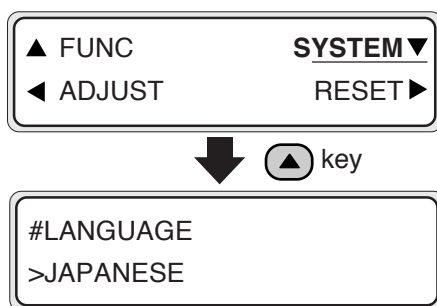 ▲ FUNC SYSTEM▼
◀ ADJUST RESET▶
▲ key
#LANGUAGE
>JAPANESE